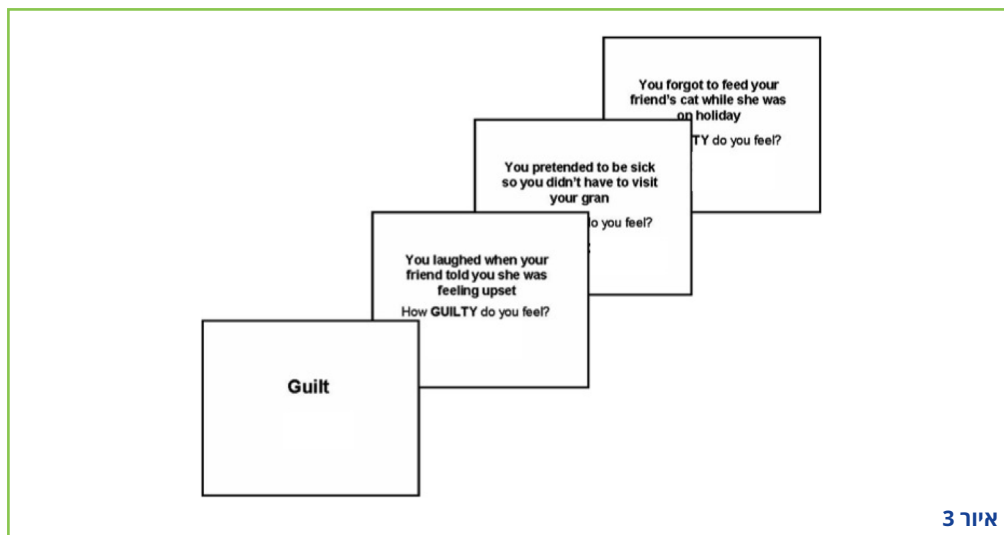 You forgot to feed your
friend's cat while she was
on holiday
TY do you feel?
You pretended to be sick
so you didn't have to visit
your gran
do you feel?
You laughed when your
friend told you she was
feeling upset
How GUILTY do you feel?
Guilt
איור 3